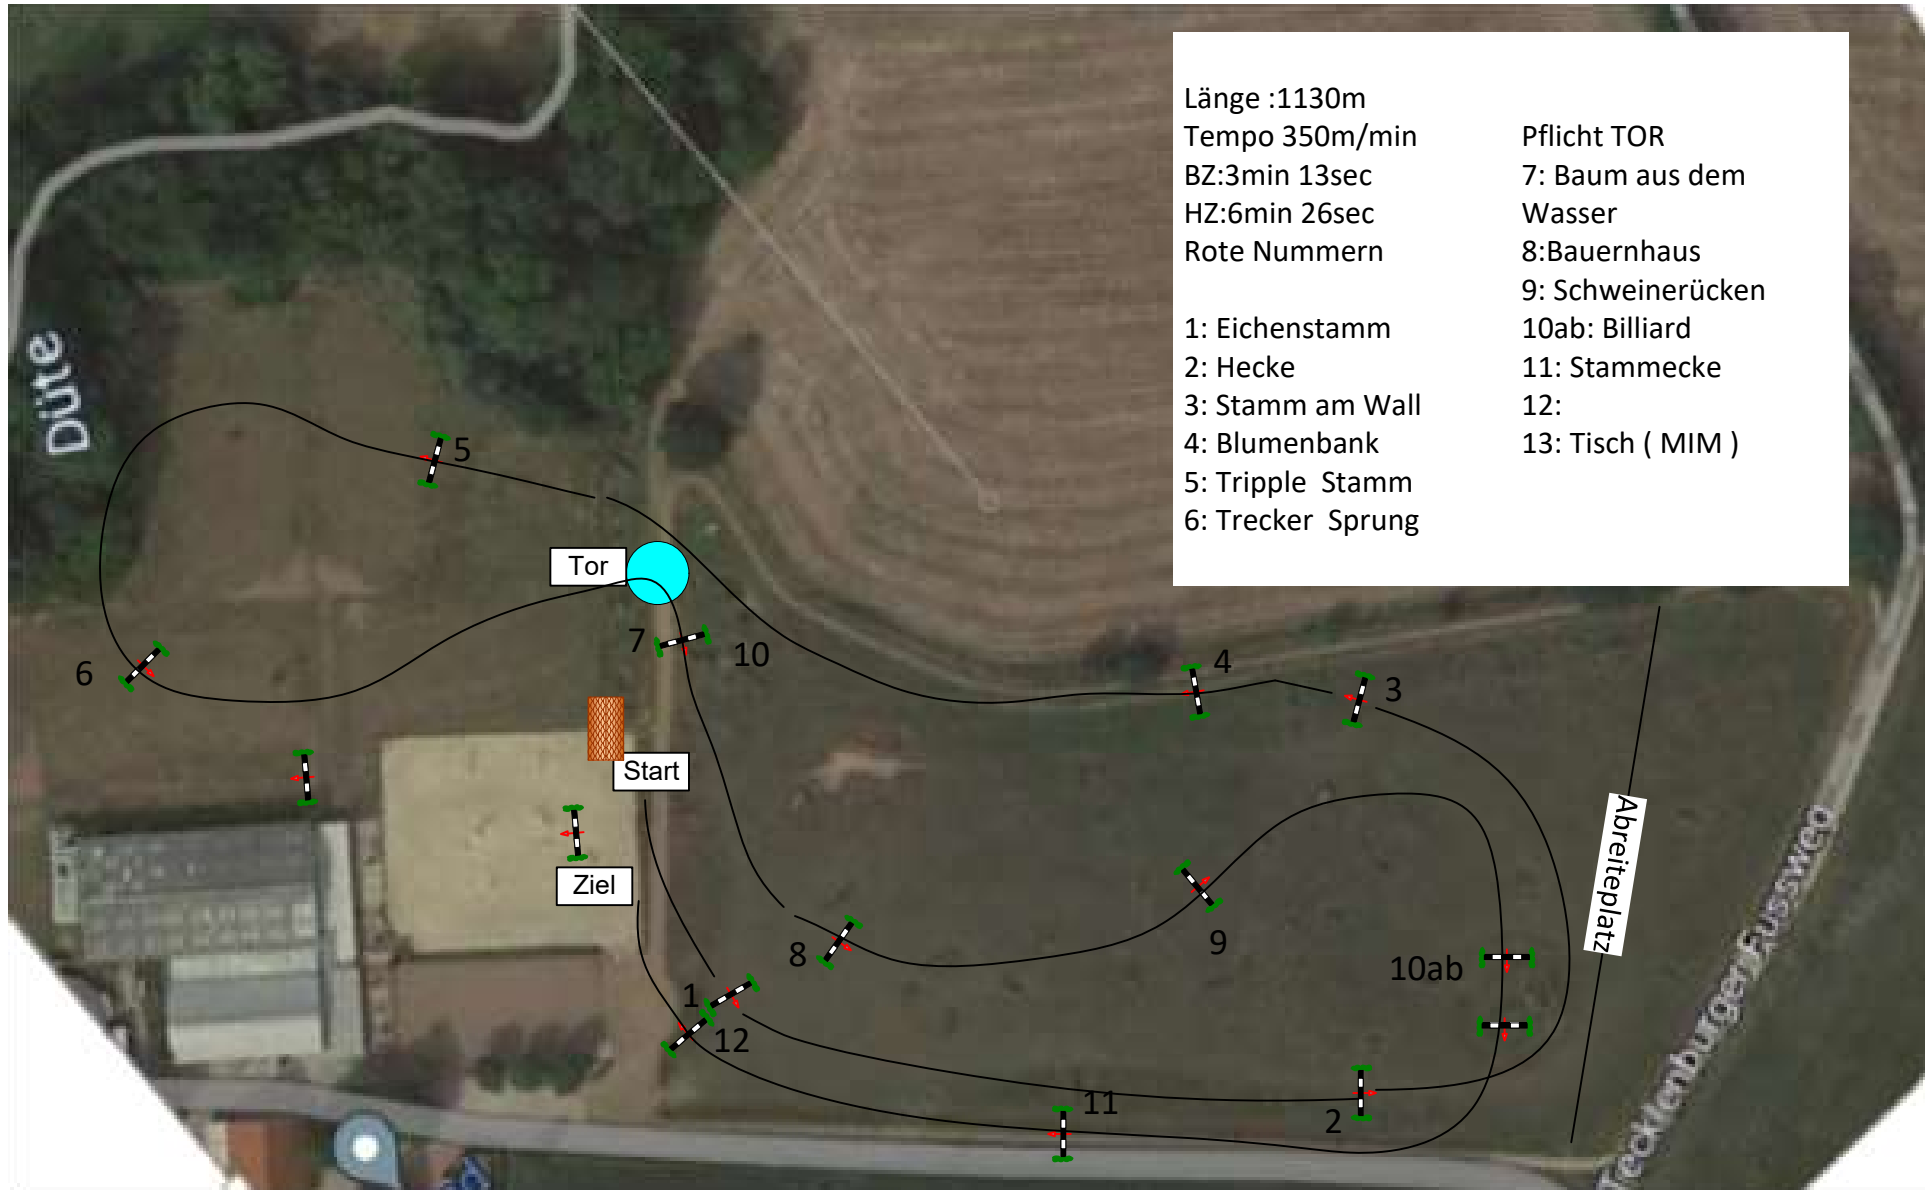 Länge :1130m
Tempo 350m/min
BZ:3min 13sec
HZ:6min 26sec
Rote Nummern
1: Eichenstamm
2: Hecke
3: Stamm am Wall
4: Blumenbank
5: Tripple Stamm
6: Trecker Sprung
Pflicht TOR
7: Baum aus dem
Wasser
8:Bauernhaus
9: Schweinerücken
10ab: Billiard
11: Stammecke
12:
13: Tisch ( MIM )
Dütte
5
Tor
7
10
6
4
3
Start
Abreiteplatz
Ziel
8
9
10ab
1
12
11
2
Tecklenburger Fussweg